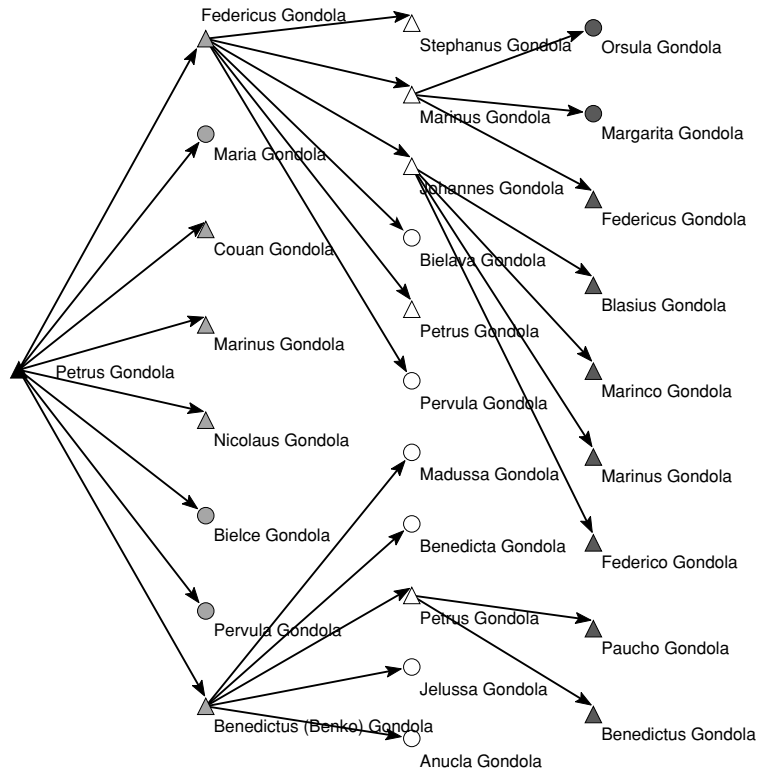 Petrus Gondola
Federicus Gondola
Maria Gondola
Couan Gondola
Marinus Gondola
Nicolaus Gondola
Bielce Gondola
Pervula Gondola
Benedictus (Benko) Gondola
Stephanus Gondola
Marinus Gondola
Johannes Gondola
Bielava Gondola
Petrus Gondola
Pervula Gondola
Madussa Gondola
Benedicta Gondola
Petrus Gondola
Jelussa Gondola
Anucla Gondola
Orsula Gondola
Margarita Gondola
Federicus Gondola
Blasius Gondola
Marinco Gondola
Marinus Gondola
Federico Gondola
Paucho Gondola
Benedictus Gondola